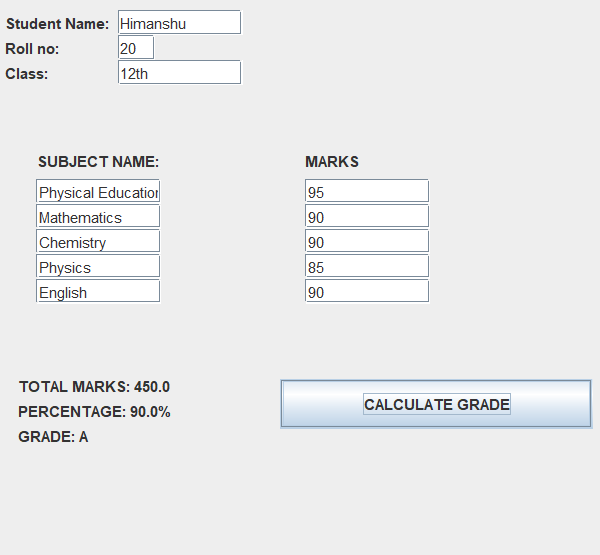 Student Name: Himanshu
Roll no: 20
Class: 12th
SUBJECT NAME: MARKS
Physical Education 95
Mathematics 90
Chemistry 90
Physics 85
English 90
TOTAL MARKS: 450.0
PERCENTAGE: 90.0%
GRADE: A
CALCULATE GRADE